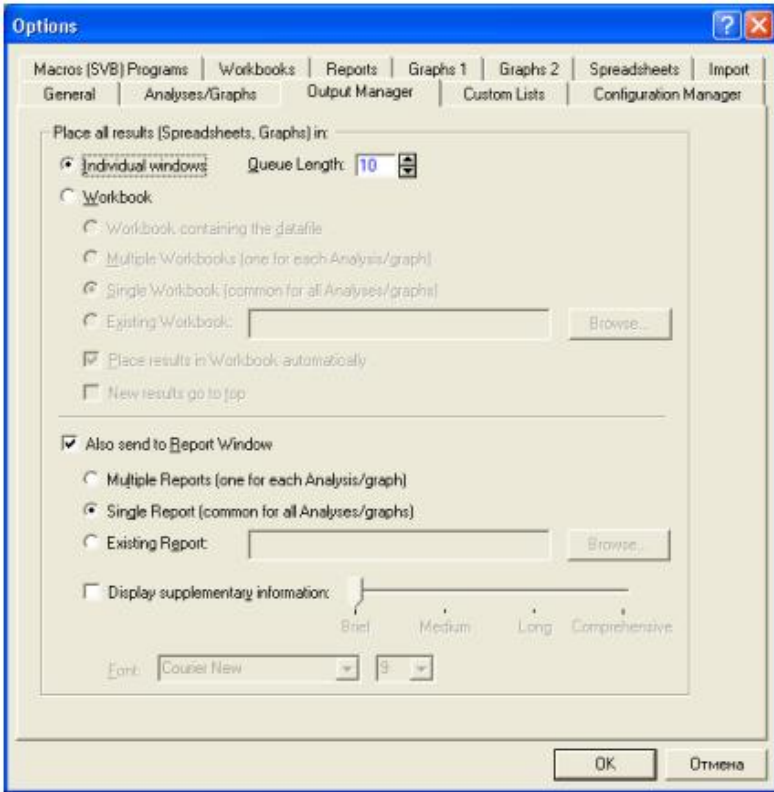 Options
Macros (SVB) Programs Workbooks Reports Graphs 1 Graphs 2 Spreadsheets Import
General Analyses/Graphs Output Manager Custom Lists Configuration Manager
Place all results (Spreadsheets, Graphs) in:
Individual windows Queue Length: 10
Workbook
Workbook containing the datafile
Multiple Workbooks (one for each Analysis/graph)
Single Workbook (common for all Analyses/graphs)
Existing Workbook: Browse...
Place results in Workbook automatically
New results go to top
Also send to Report Window
Multiple Reports (one for each Analysis/graph)
Single Report (common for all Analyses/graphs)
Existing Report: Browse...
Display supplementary information:
Brief Medium Long Comprehensive
Font: Courier New 9
OK Отмена